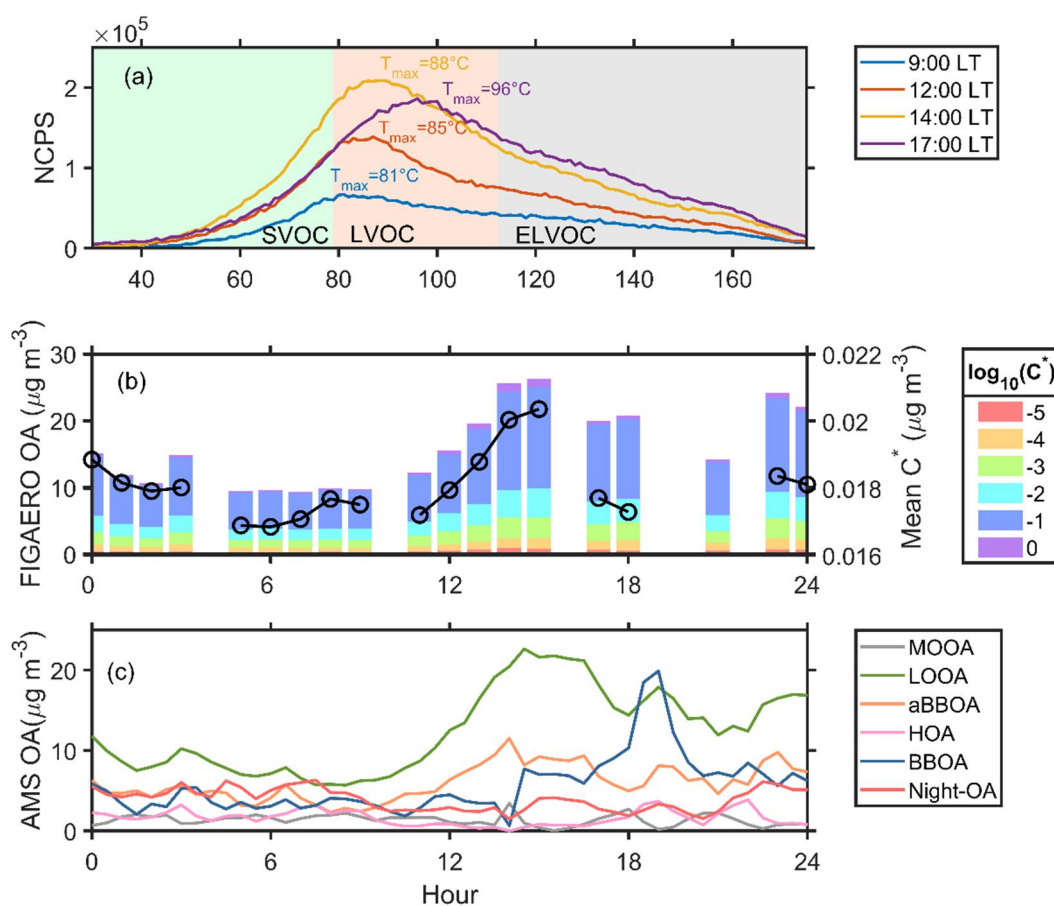 ×10⁵
(a)
NCPS
2
1
0
T_max=88°C
T_max=96°C
T_max=85°C
T_max=81°C
SVOC
LVOC
ELVOC
40 60 80 100 120 140 160
9:00 LT
12:00 LT
14:00 LT
17:00 LT
(b)
FIGAERO OA (μg m⁻³)
30
20
10
0
0 6 12 18 24
0.022
0.02
0.018
0.016
Mean C* (μg m⁻³)
log₁₀(C*)
-5
-4
-3
-2
-1
0
(c)
AMS OA(μg m⁻³)
20
10
0
0 6 12 18 24
Hour
MOOA
LOOA
aBBOA
HOA
BBOA
Night-OA